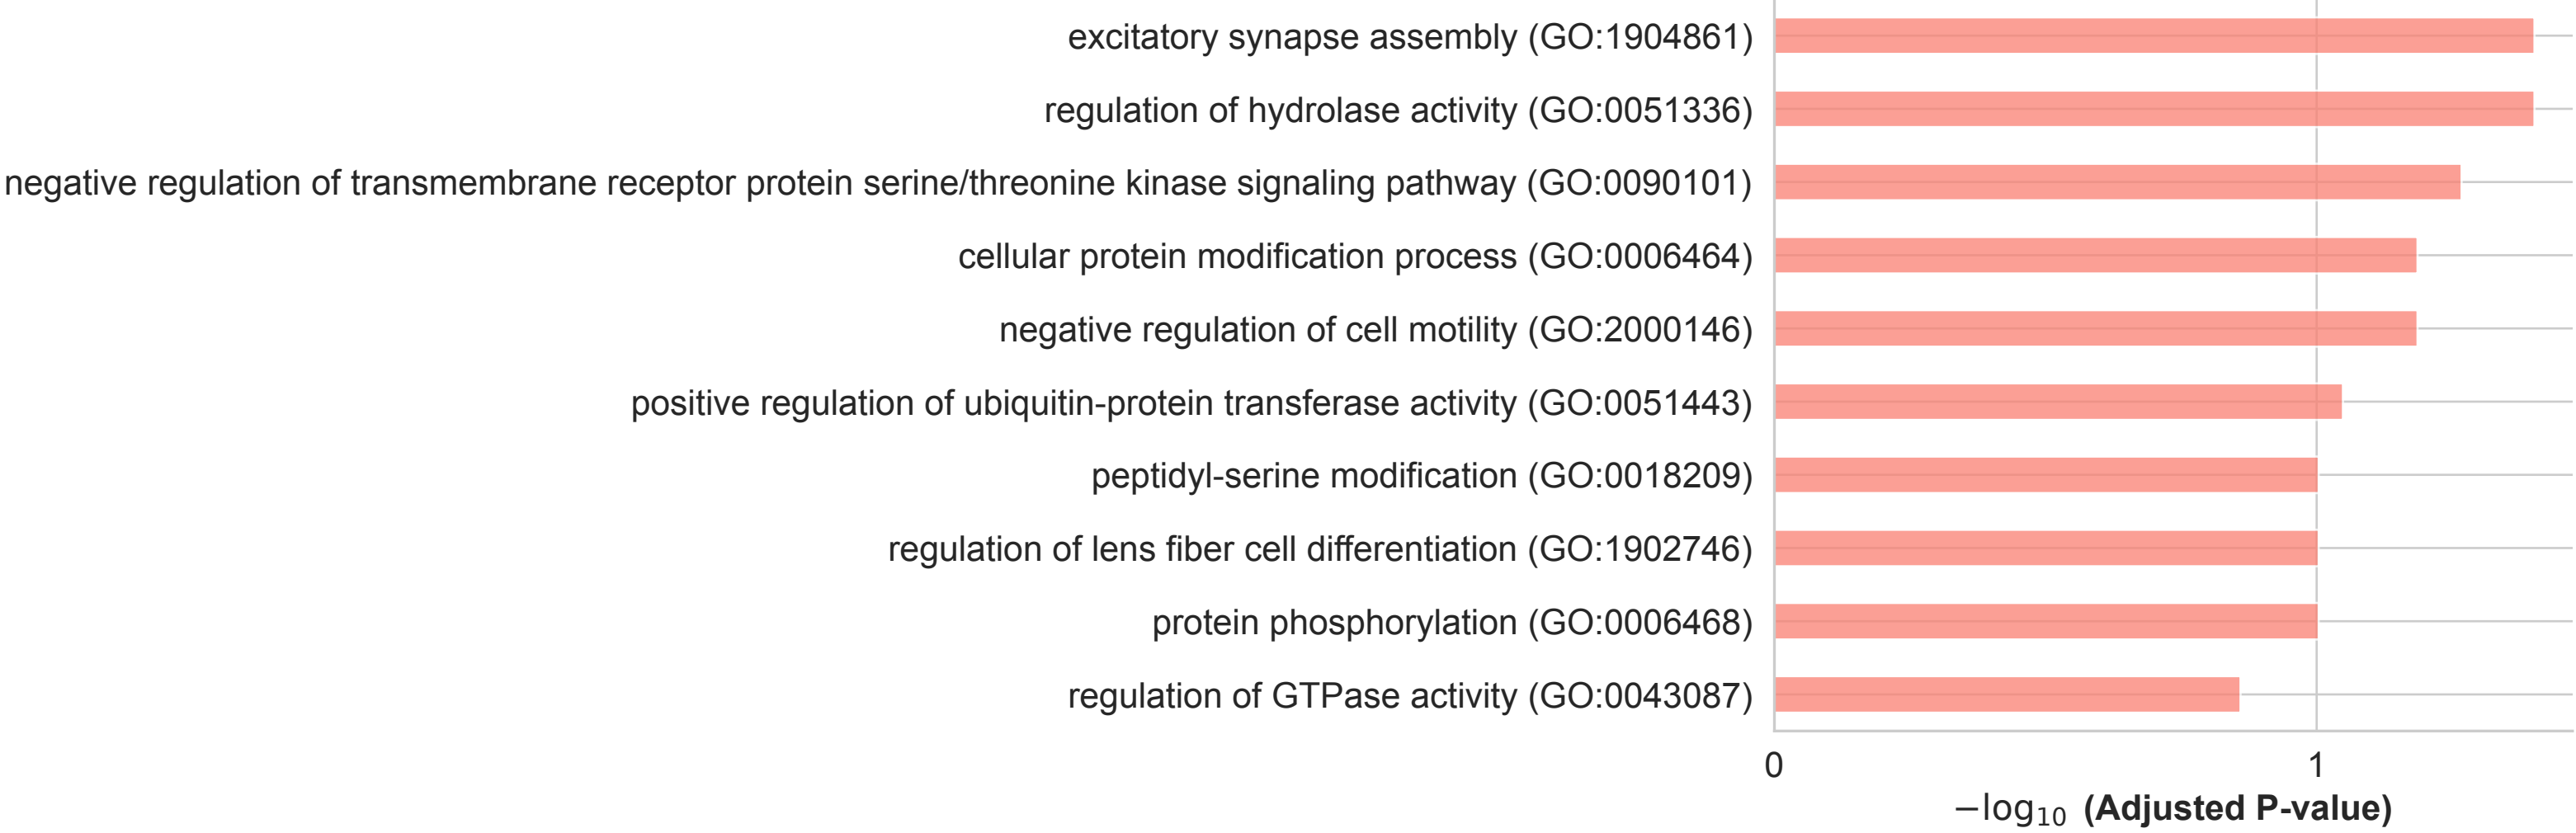 excitatory synapse assembly (GO:1904861)
regulation of hydrolase activity (GO:0051336)
negative regulation of transmembrane receptor protein serine/threonine kinase signaling pathway (GO:0090101)
cellular protein modification process (GO:0006464)
negative regulation of cell motility (GO:2000146)
positive regulation of ubiquitin-protein transferase activity (GO:0051443)
peptidyl-serine modification (GO:0018209)
regulation of lens fiber cell differentiation (GO:1902746)
protein phosphorylation (GO:0006468)
regulation of GTPase activity (GO:0043087)
0 1
−log₁₀ (Adjusted P-value)